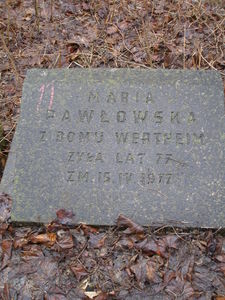 11
MARIA
PAWŁOWSKA
Z DOMU WERTHEIM
ŻYŁA LAT 77
ZM. 15 IV 1977